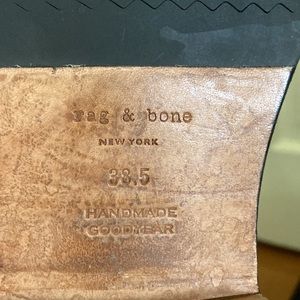 rag & bone
NEW YORK
38.5
HANDMADE
GOODYEAR